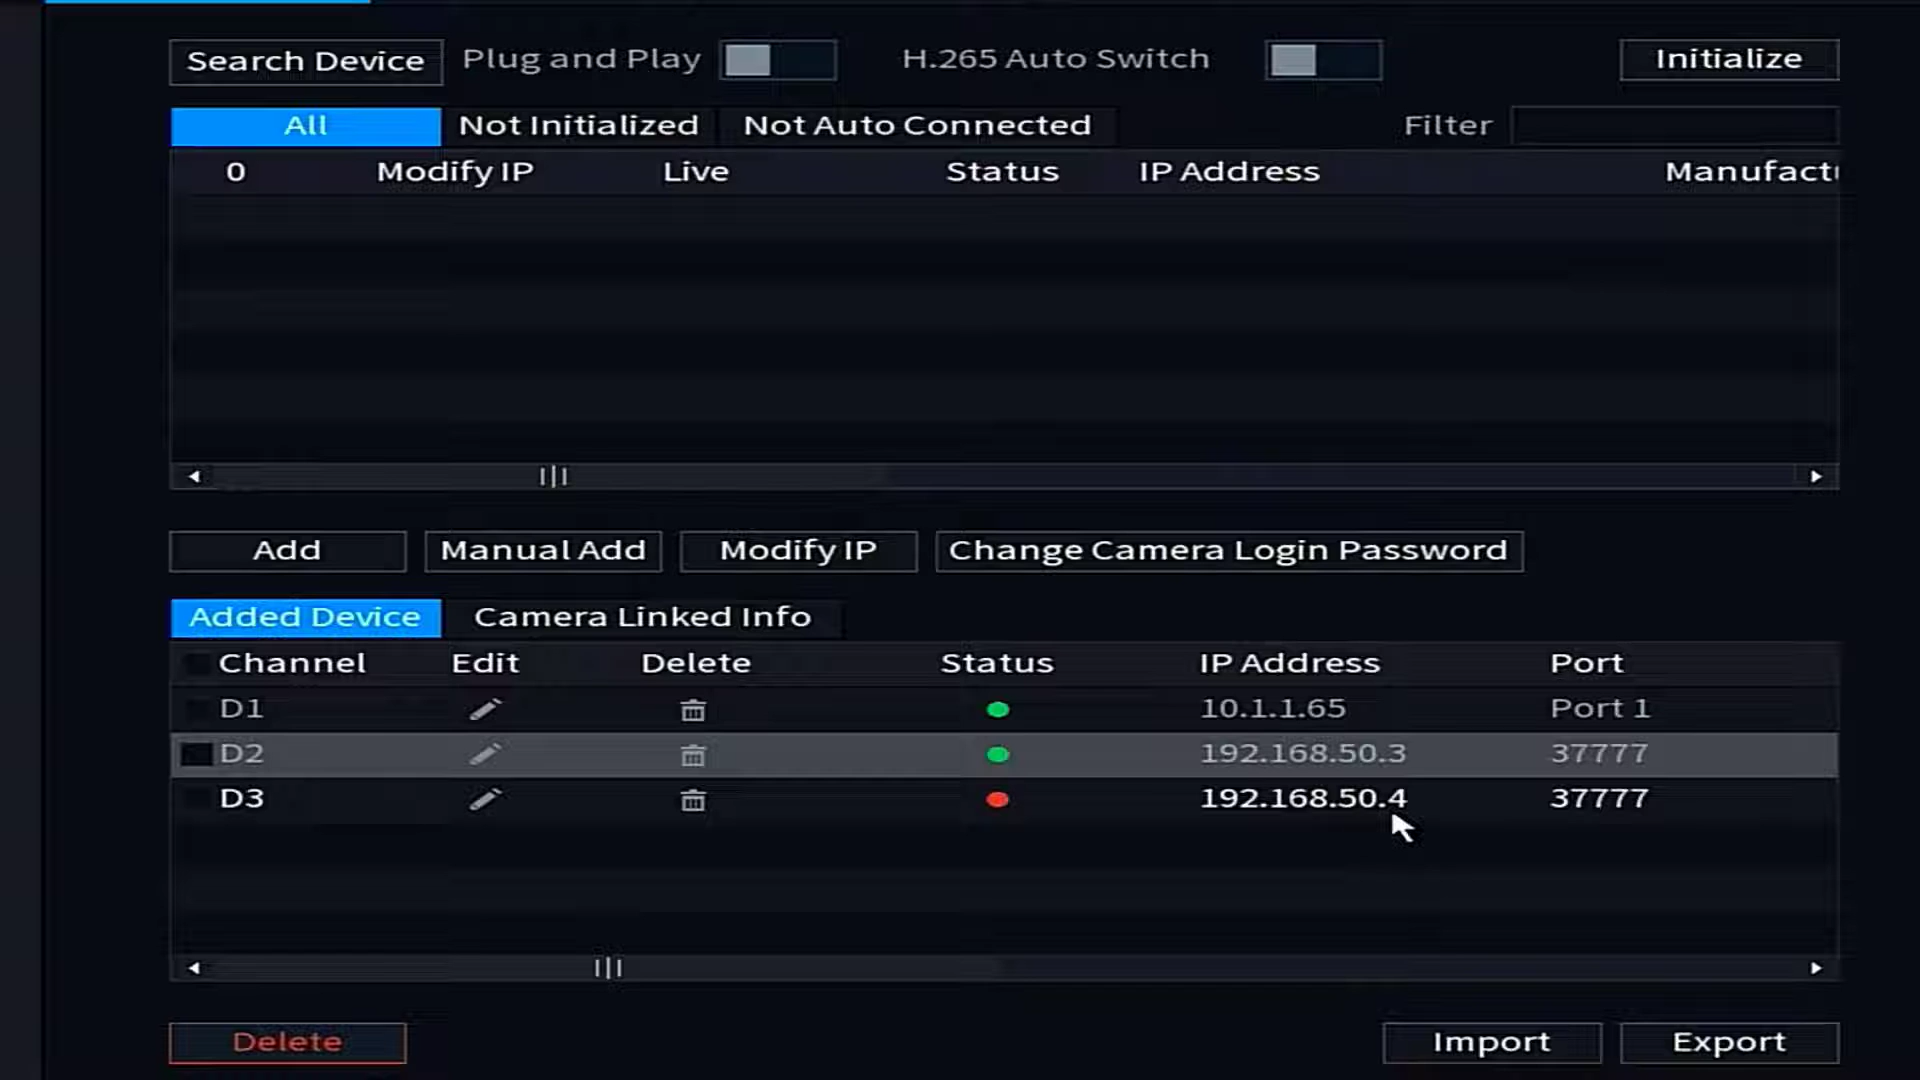 Search Device Plug and Play H.265 Auto Switch Initialize
All Not Initialized Not Auto Connected Filter
0 Modify IP Live Status IP Address Manufactu
Add Manual Add Modify IP Change Camera Login Password
Added Device Camera Linked Info
Channel Edit Delete Status IP Address Port
D1 10.1.1.65 Port 1
D2 192.168.50.3 37777
D3 192.168.50.4 37777
Delete Import Export